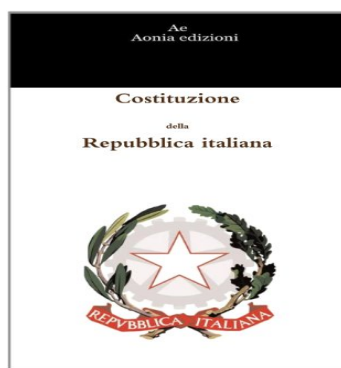 Ae
Aonia edizioni
Costituzione
della
Repubblica italiana
REPVBBLICA ITALIANA